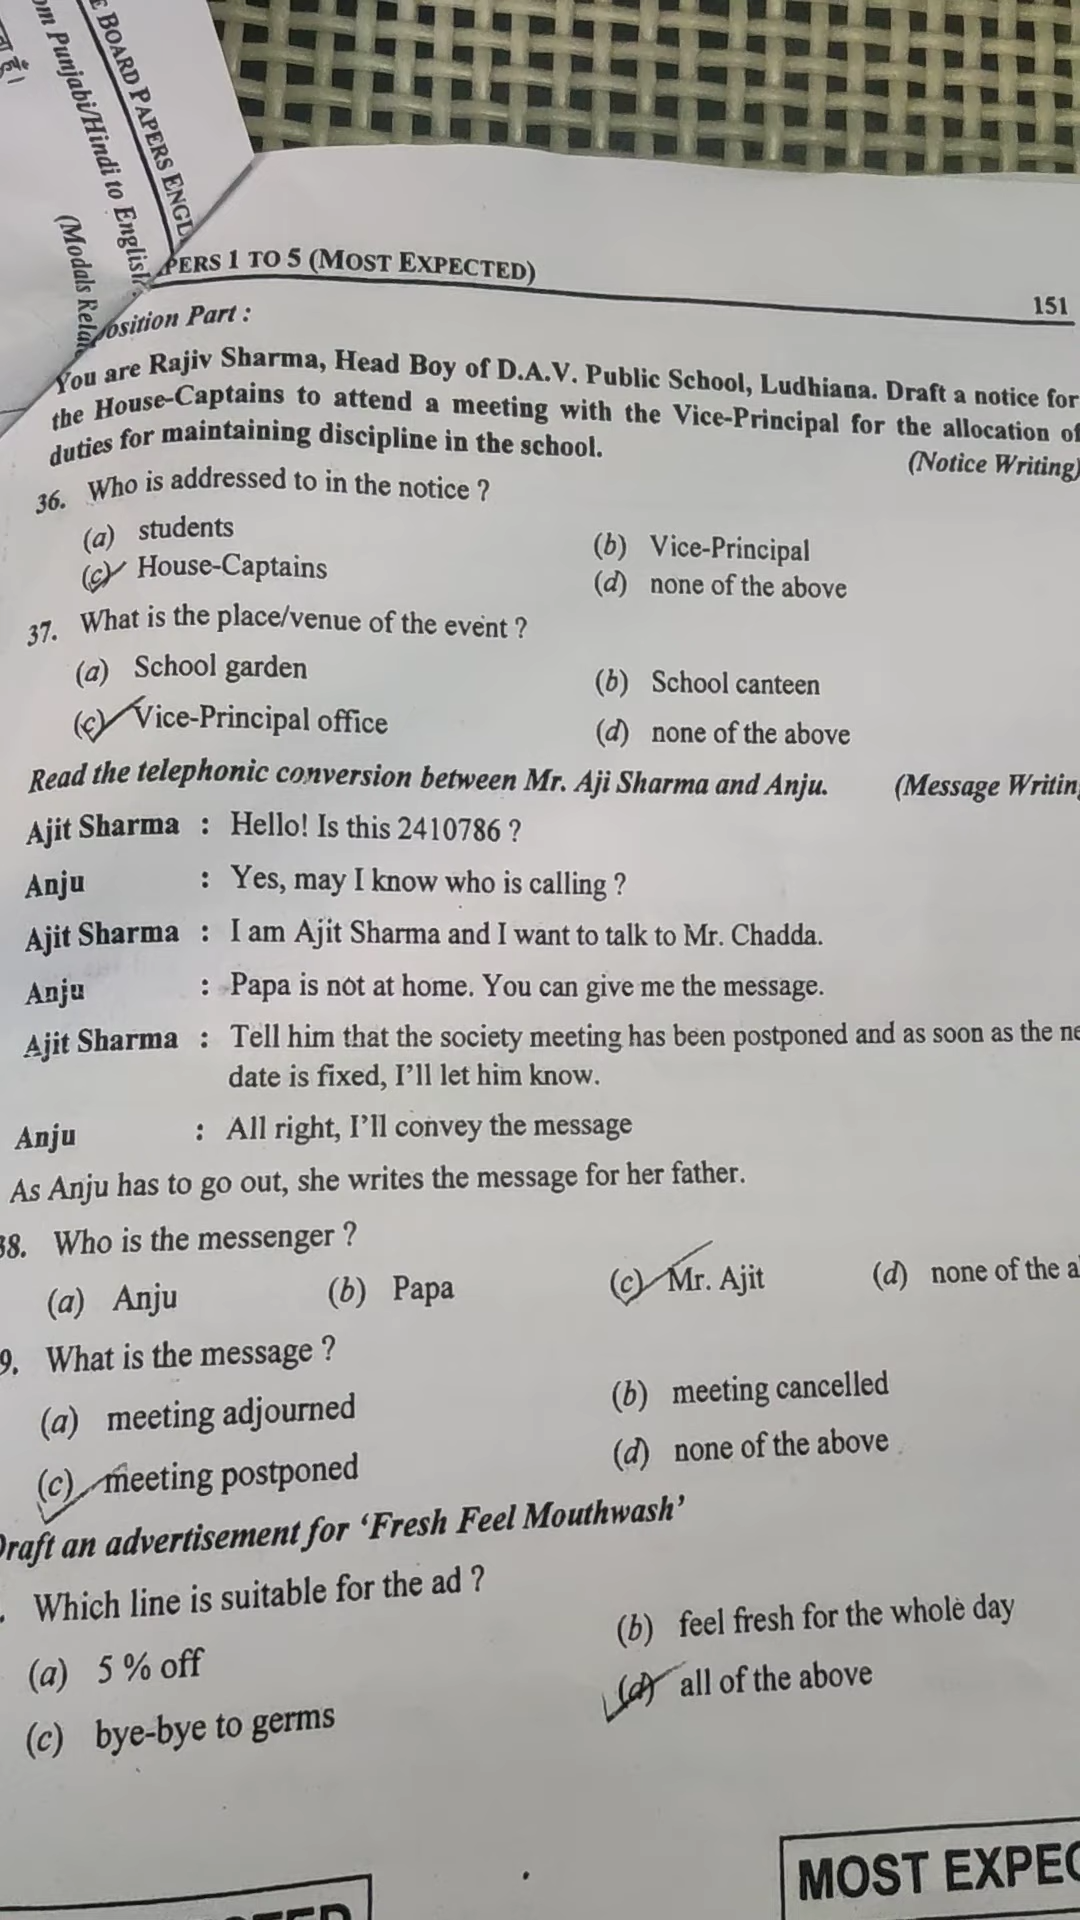 हैं।
om Punjabi/Hindi to English.
(Modals Relate
BOARD PAPERS ENGL
PERS 1 TO 5 (MOST EXPECTED)
151
osition Part :
You are Rajiv Sharma, Head Boy of D.A.V. Public School, Ludhiana. Draft a notice for
the House-Captains to attend a meeting with the Vice-Principal for the allocation of
duties for maintaining discipline in the school.
(Notice Writing)
36. Who is addressed to in the notice ?
(a) students
(b) Vice-Principal
(c) House-Captains
(d) none of the above
37. What is the place/venue of the event ?
(a) School garden
(b) School canteen
(c) Vice-Principal office
(d) none of the above
Read the telephonic conversion between Mr. Aji Sharma and Anju. (Message Writing
Ajit Sharma : Hello! Is this 2410786 ?
Anju : Yes, may I know who is calling ?
Ajit Sharma : I am Ajit Sharma and I want to talk to Mr. Chadda.
Anju : Papa is not at home. You can give me the message.
Ajit Sharma : Tell him that the society meeting has been postponed and as soon as the ne
date is fixed, I'll let him know.
Anju : All right, I'll convey the message
As Anju has to go out, she writes the message for her father.
38. Who is the messenger ?
(a) Anju
(b) Papa
(c) Mr. Ajit
(d) none of the a
9. What is the message ?
(a) meeting adjourned
(b) meeting cancelled
(c) meeting postponed
(d) none of the above
Draft an advertisement for 'Fresh Feel Mouthwash'
. Which line is suitable for the ad ?
(a) 5 % off
(b) feel fresh for the whole day
(c) bye-bye to germs
(d) all of the above
MOST EXPEC